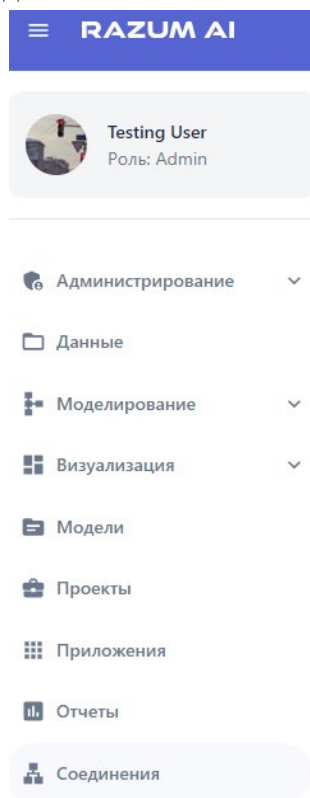 RAZUM AI
Testing User
Роль: Admin
Администрирование
Данные
Моделирование
Визуализация
Модели
Проекты
Приложения
Отчеты
Соединения